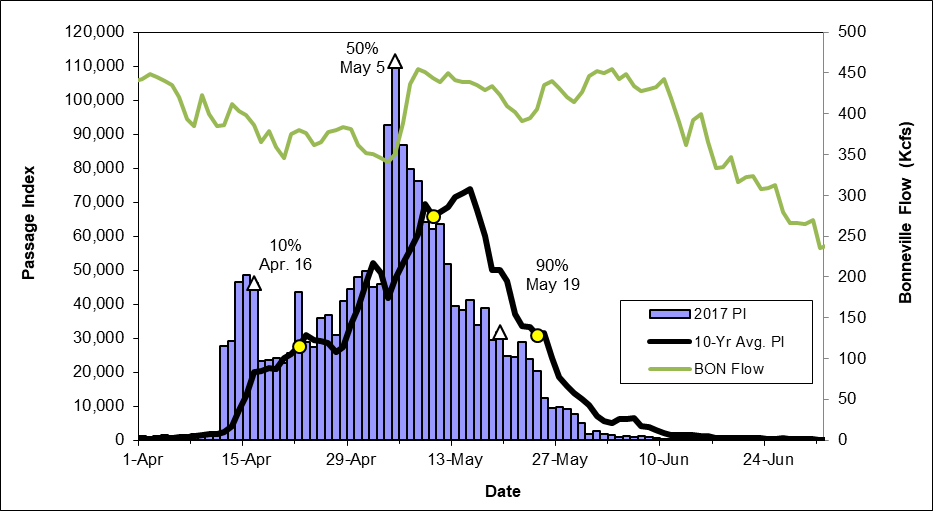 120,000
110,000
100,000
90,000
80,000
70,000
60,000
50,000
40,000
30,000
20,000
10,000
0
Passage Index
50%
May 5
10%
Apr. 16
90%
May 19
2017 PI
10-Yr Avg. PI
BON Flow
500
450
400
350
300
250
200
150
100
50
0
Bonneville Flow (Kcfs)
1-Apr
15-Apr
29-Apr
13-May
27-May
10-Jun
24-Jun
Date